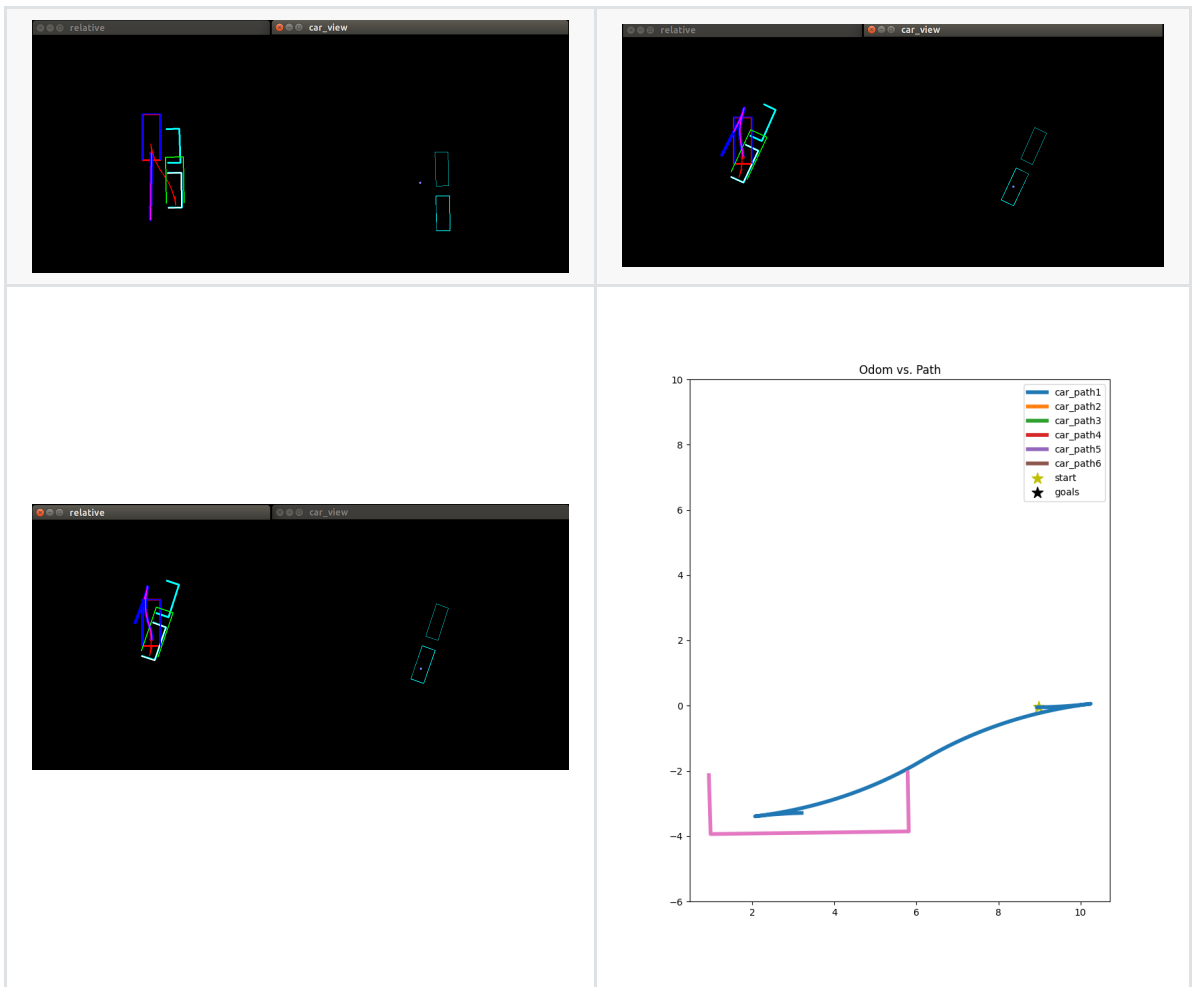 relative
car_view
relative
car_view
relative
car_view
Odom vs. Path
10
8
6
4
2
0
−2
−4
−6
2
4
6
8
10
car_path1
car_path2
car_path3
car_path4
car_path5
car_path6
start
goals